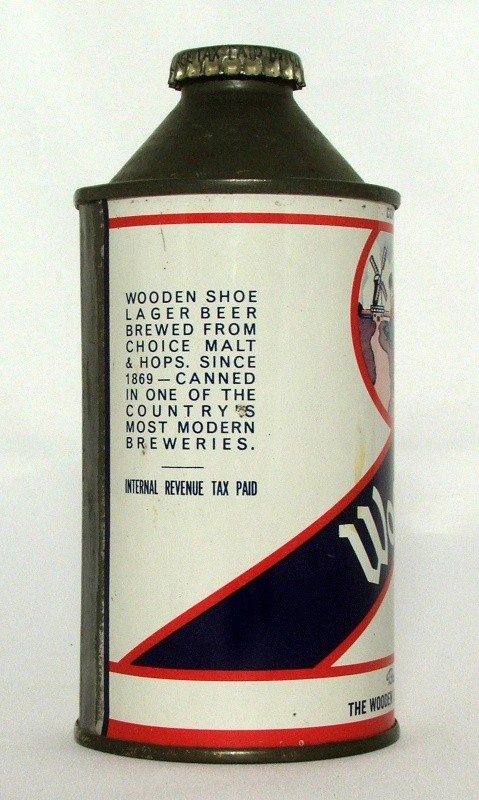 WOODEN SHOE
LAGER BEER
BREWED FROM
CHOICE MALT
& HOPS. SINCE
1869 — CANNED
IN ONE OF THE
COUNTRY'S
MOST MODERN
BREWERIES.
INTERNAL REVENUE TAX PAID
THE WOODEN